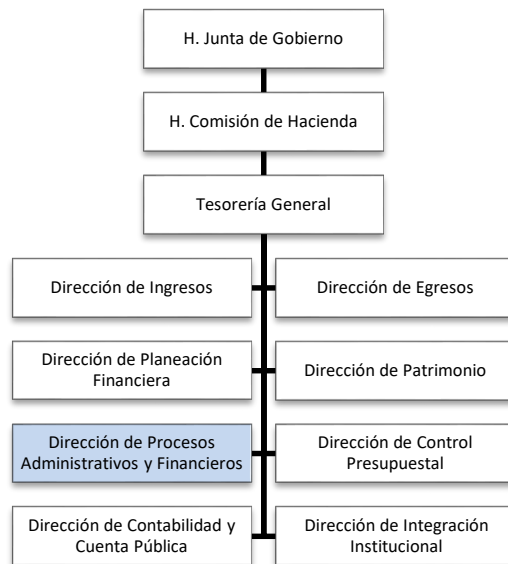 H. Junta de Gobierno
H. Comisión de Hacienda
Tesorería General
Dirección de Ingresos
Dirección de Egresos
Dirección de Planeación
Financiera
Dirección de Patrimonio
Dirección de Procesos
Administrativos y Financieros
Dirección de Control
Presupuestal
Dirección de Contabilidad y
Cuenta Pública
Dirección de Integración
Institucional